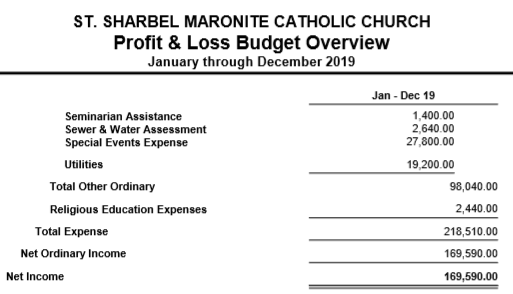 ST. SHARBEL MARONITE CATHOLIC CHURCH
Profit & Loss Budget Overview
January through December 2019
Jan - Dec 19
Seminarian Assistance 1,400.00
Sewer & Water Assessment 2,640.00
Special Events Expense 27,800.00
Utilities 19,200.00
Total Other Ordinary 98,040.00
Religious Education Expenses 2,440.00
Total Expense 218,510.00
Net Ordinary Income 169,590.00
Net Income 169,590.00